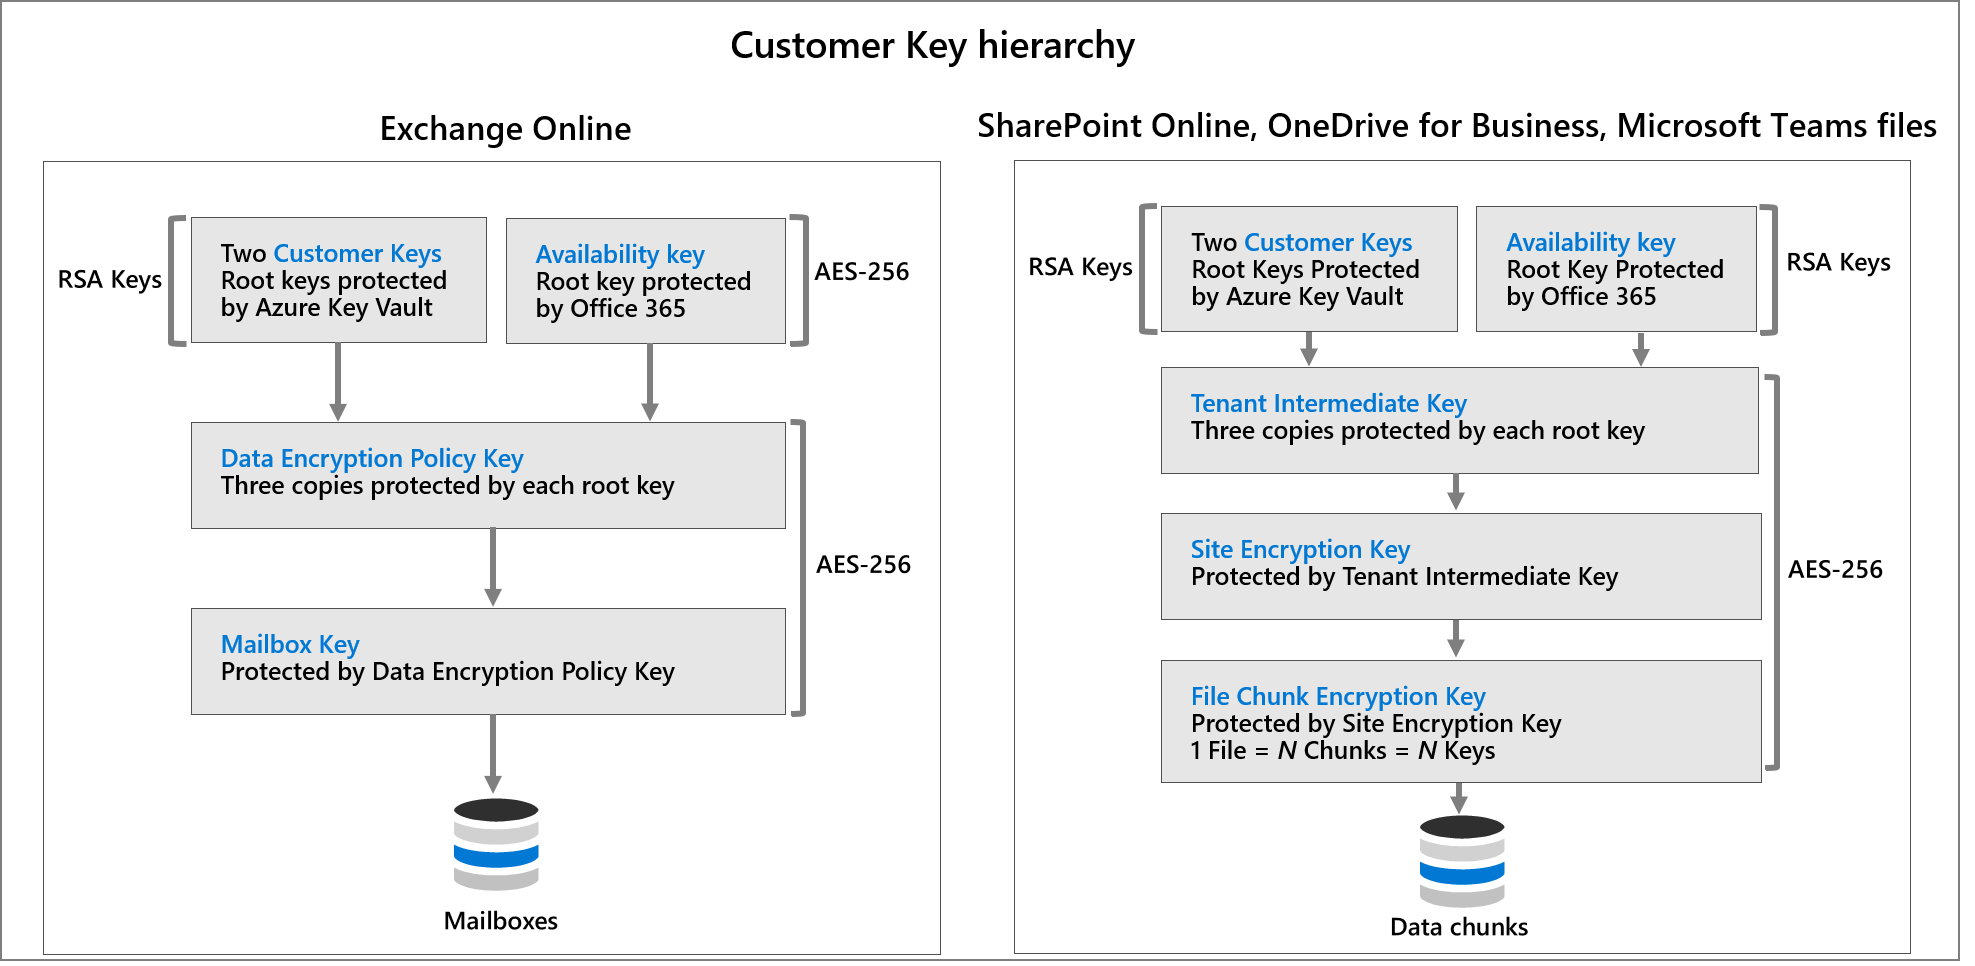 Customer Key hierarchy
Exchange Online
RSA Keys
Two Customer Keys
Root keys protected
by Azure Key Vault
Availability key
Root key protected
by Office 365
AES-256
Data Encryption Policy Key
Three copies protected by each root key
Mailbox Key
Protected by Data Encryption Policy Key
AES-256
Mailboxes
SharePoint Online, OneDrive for Business, Microsoft Teams files
RSA Keys
Two Customer Keys
Root Keys Protected
by Azure Key Vault
Availability key
Root Key Protected
by Office 365
RSA Keys
Tenant Intermediate Key
Three copies protected by each root key
Site Encryption Key
Protected by Tenant Intermediate Key
File Chunk Encryption Key
Protected by Site Encryption Key
1 File = N Chunks = N Keys
AES-256
Data chunks